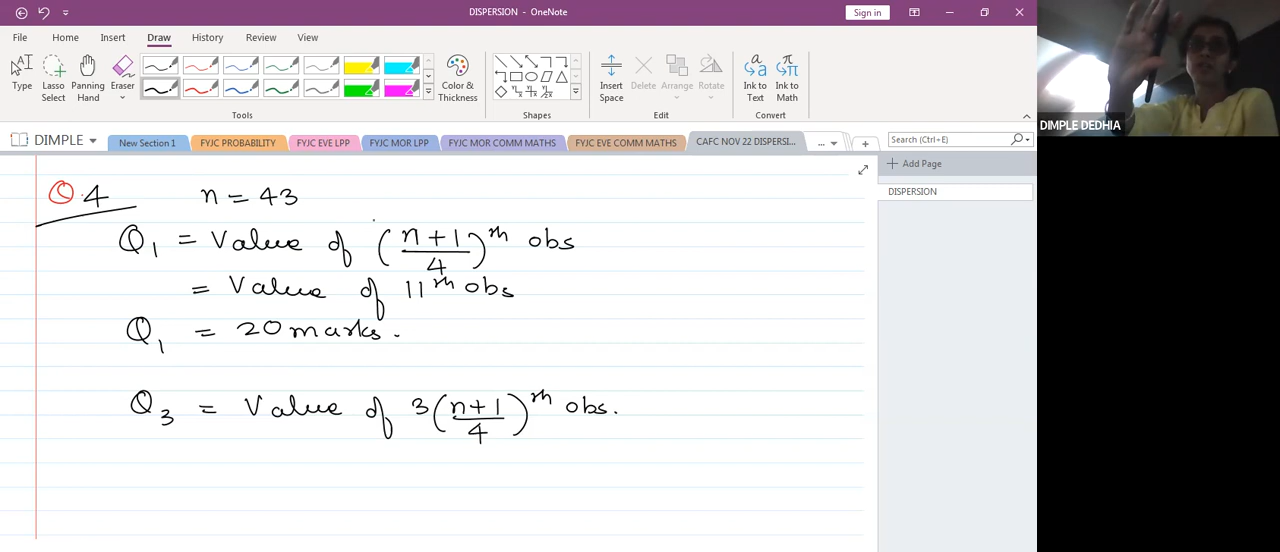 DISPERSION - OneNote
Sign in
File Home Insert Draw History Review View
Type
Lasso Select
Panning Hand
Eraser
Color & Thickness
Insert Space
Delete
Arrange
Rotate
Ink to Text
Ink to Math
Tools
Shapes
Edit
Convert
DIMPLE DEDHIA
DIMPLE
New Section 1
FYJC PROBABILITY
FYJC EVE LPP
FYJC MOR LPP
FYJC MOR COMM MATHS
FYJC EVE COMM MATHS
CAFC NOV 22 DISPERSI...
...
Search (Ctrl+E)
Add Page
DISPERSION
Q.4 n = 43
Q₁ = Value of ((n+1)/4)ᵗʰ obs
= Value of 11ᵗʰ obs
Q₁ = 20 marks.
Q₃ = Value of 3((n+1)/4)ᵗʰ obs.